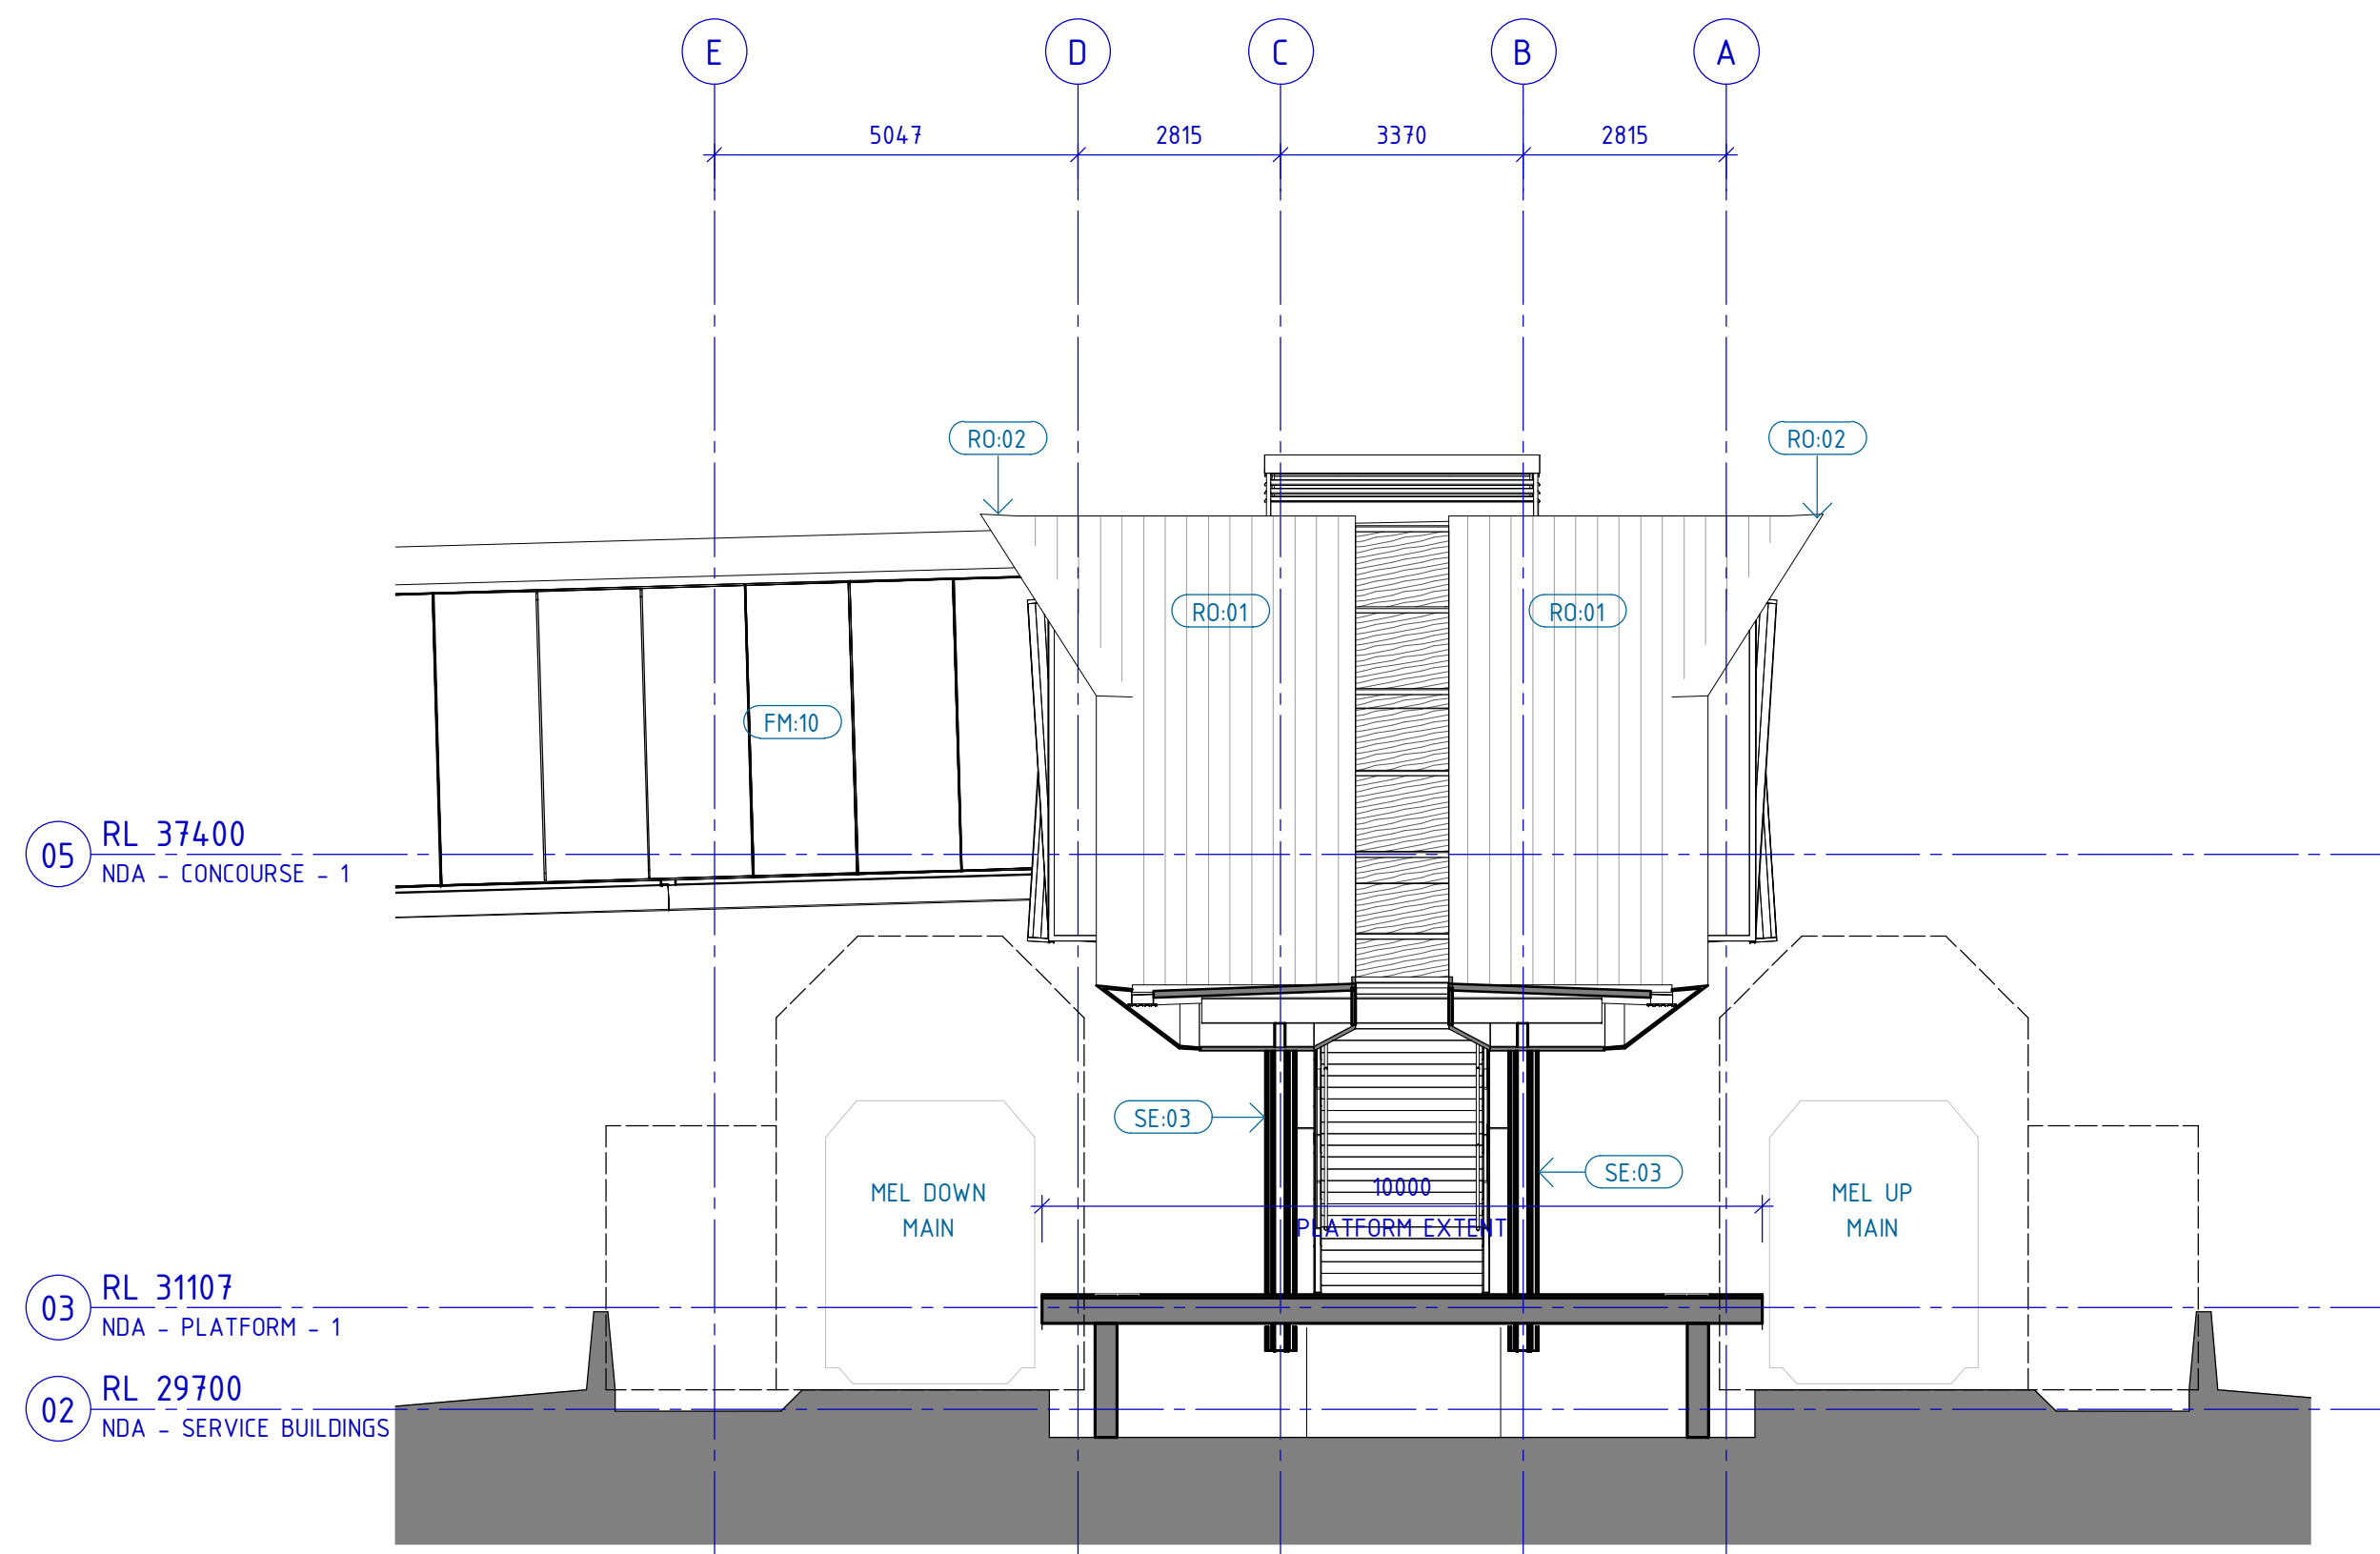 E
D
C
B
A
5047
2815
3370
2815
RO:02
RO:02
RO:01
RO:01
FM:10
05
RL 37400
NDA - CONCOURSE - 1
SE:03
SE:03
MEL DOWN
MAIN
10000
PLATFORM EXTENT
MEL UP
MAIN
03
RL 31107
NDA - PLATFORM - 1
02
RL 29700
NDA - SERVICE BUILDINGS